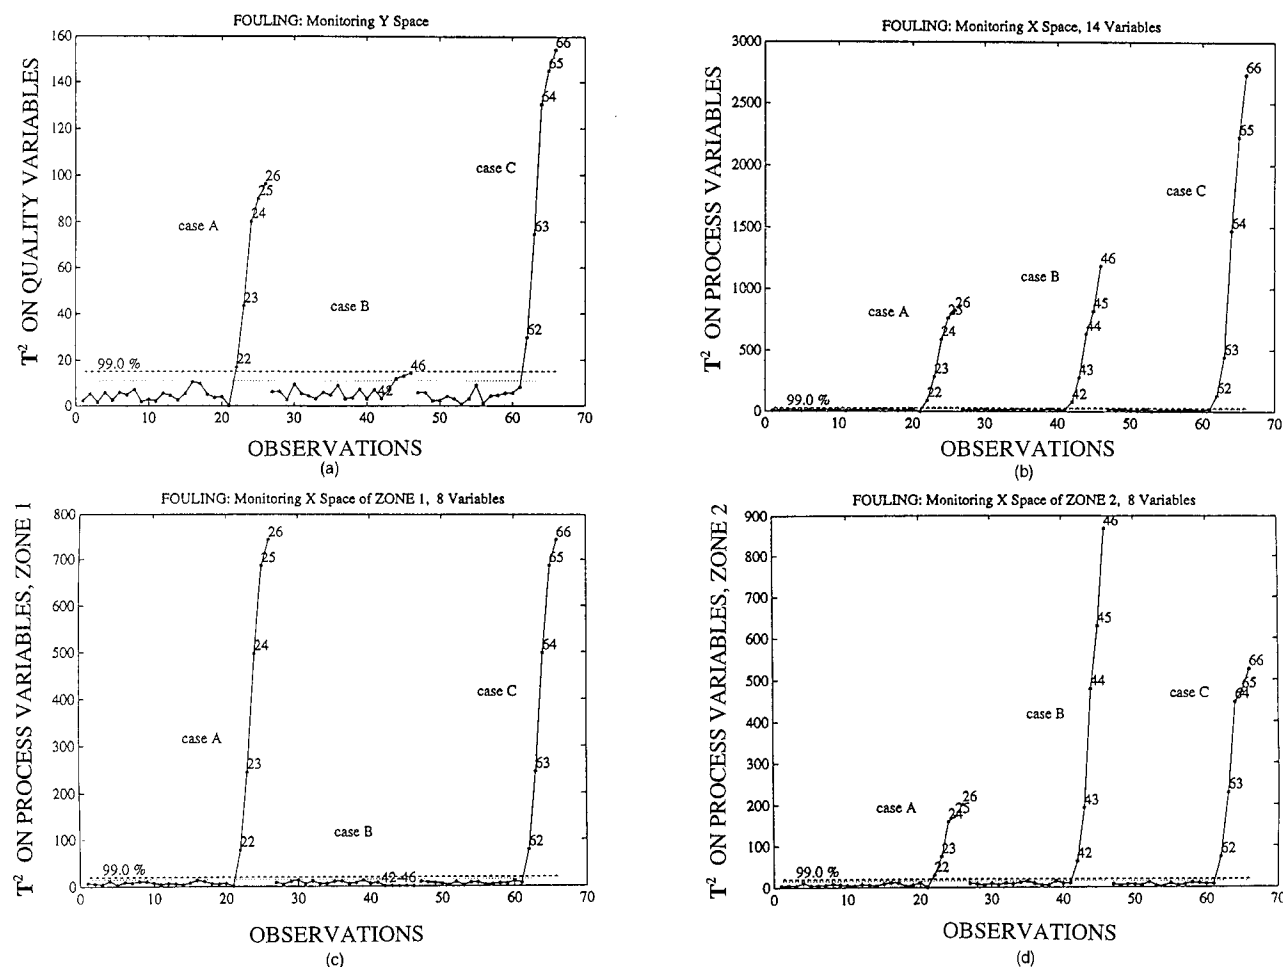 FOULING: Monitoring Y Space
160
140
120
100
80
60
40
20
0
T² ON QUALITY VARIABLES
66
65
64
case C
26
25
24
case A
63
23
case B
62
22
99.0 %
46
42
0 10 20 30 40 50 60 70
OBSERVATIONS
(a)
FOULING: Monitoring X Space, 14 Variables
3000
2500
2000
1500
1000
500
0
T² ON PROCESS VARIABLES
66
65
case C
64
46
case B
26
25
case A
45
24
44
63
23
43
22
42
62
99.0 %
0 10 20 30 40 50 60 70
OBSERVATIONS
(b)
FOULING: Monitoring X Space of ZONE 1, 8 Variables
800
700
600
500
400
300
200
100
0
T² ON PROCESS VARIABLES, ZONE 1
26
66
25
65
24
64
case C
case A
23
63
case B
22
62
99.0 %
42-46
0 10 20 30 40 50 60 70
OBSERVATIONS
(c)
FOULING: Monitoring X Space of ZONE 2, 8 Variables
900
800
700
600
500
400
300
200
100
0
T² ON PROCESS VARIABLES, ZONE 2
46
45
66
65
64
case C
44
case B
63
26
25
24
case A
43
23
22
42
62
99.0 %
0 10 20 30 40 50 60 70
OBSERVATIONS
(d)